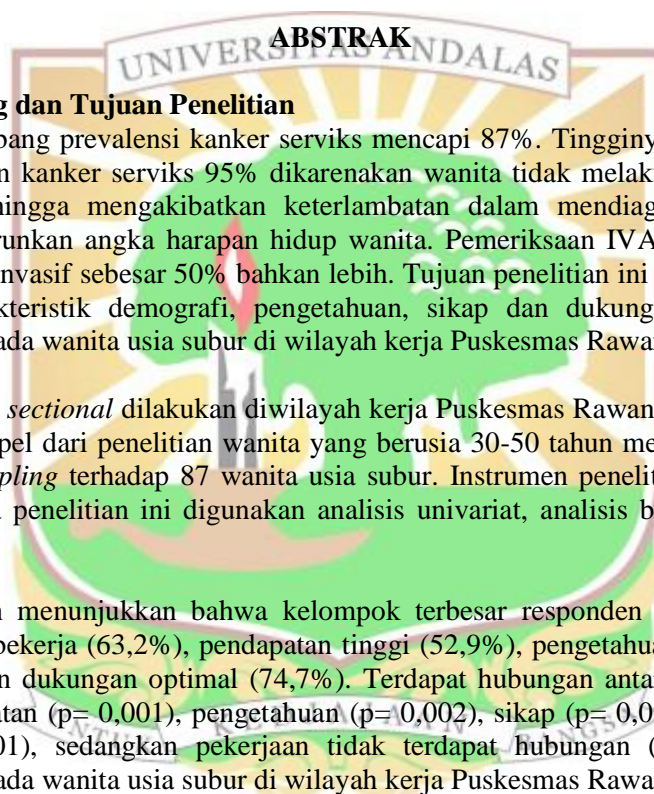 ABSTRAK
UNIVERSITAS ANDALAS
g dan Tujuan Penelitian
bang prevalensi kanker serviks mencapi 87%. Tingginy
n kanker serviks 95% dikarenakan wanita tidak melak
hingga mengakibatkan keterlambatan dalam mendiag
runkan angka harapan hidup wanita. Pemeriksaan IVA
nvasif sebesar 50% bahkan lebih. Tujuan penelitian ini
kteristik demografi, pengetahuan, sikap dan dukung
ada wanita usia subur di wilayah kerja Puskesmas Rawa
sectional dilakukan diwilayah kerja Puskesmas Rawan
pel dari penelitian wanita yang berusia 30-50 tahun me
pling terhadap 87 wanita usia subur. Instrumen penelit
penelitian ini digunakan analisis univariat, analisis b
n menunjukkan bahwa kelompok terbesar responden
bekerja (63,2%), pendapatan tinggi (52,9%), pengetahua
n dukungan optimal (74,7%). Terdapat hubungan anta
atan (p= 0,001), pengetahuan (p= 0,002), sikap (p= 0,0
01), sedangkan pekerjaan tidak terdapat hubungan (
ada wanita usia subur di wilayah kerja Puskesmas Rawa